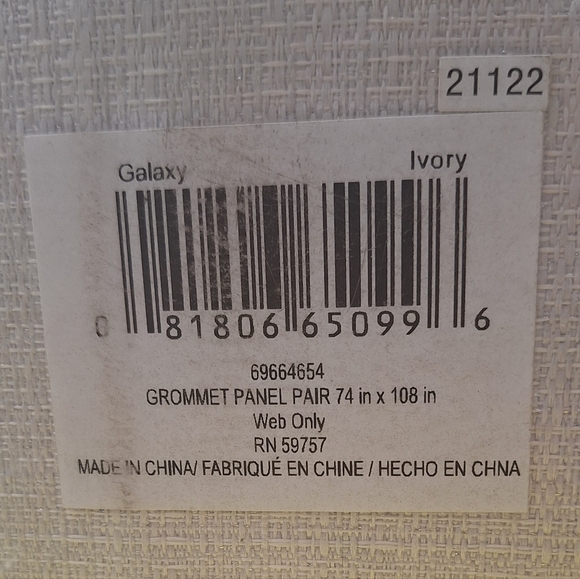 21122
Galaxy Ivory
0 81806 65099 6
69664654
GROMMET PANEL PAIR 74 in x 108 in
Web Only
RN 59757
MADE IN CHINA/ FABRIQUÉ EN CHINE / HECHO EN CHNA